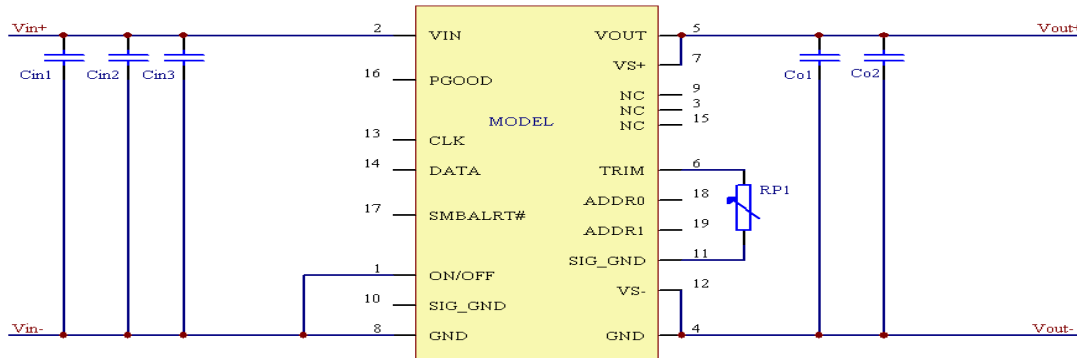 Vin+ 2 VIN VOUT 5 Vout+
VS+ 7
Cin1 Cin2 Cin3 16 PGOOD Co1 Co2
NC 9
NC 3
MODEL NC 15
13 CLK
14 DATA TRIM 6
RP1
ADDR0 18
17 SMBALRT#
ADDR1 19
SIG_GND 11
1 ON/OFF
VS- 12
10 SIG_GND
Vin- 8 GND GND 4 Vout-